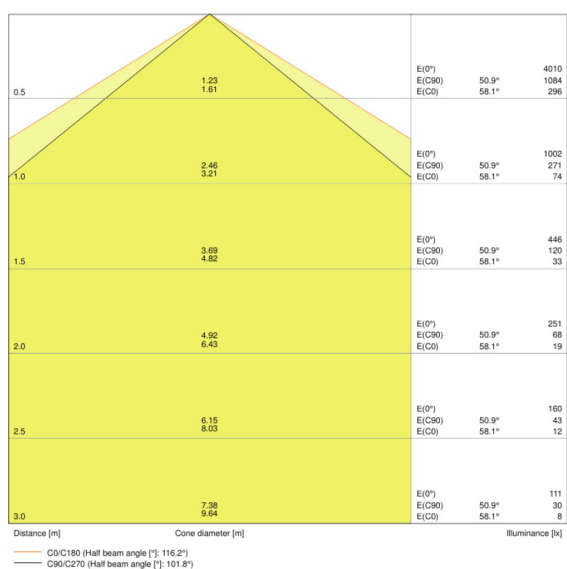 E(0°) 4010
1.23 E(C90) 50.9° 1084
0.5 1.61 E(C0) 58.1° 296
E(0°) 1002
2.46 E(C90) 50.9° 271
1.0 3.21 E(C0) 58.1° 74
E(0°) 446
3.69 E(C90) 50.9° 120
1.5 4.82 E(C0) 58.1° 33
E(0°) 251
4.92 E(C90) 50.9° 68
2.0 6.43 E(C0) 58.1° 19
E(0°) 160
6.15 E(C90) 50.9° 43
2.5 8.03 E(C0) 58.1° 12
E(0°) 111
7.38 E(C90) 50.9° 30
3.0 9.64 E(C0) 58.1° 8
Distance [m] Cone diameter [m] Illuminance [lx]
C0/C180 (Half beam angle [°]: 116.2°)
C90/C270 (Half beam angle [°]: 101.8°)